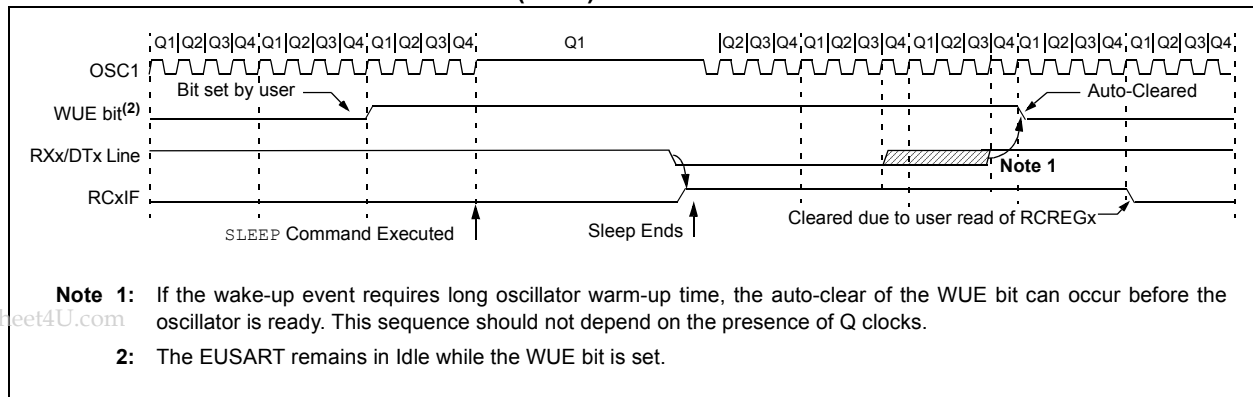 Q1 Q2 Q3 Q4 Q1 Q2 Q3 Q4 Q1 Q2 Q3 Q4 Q1 Q2 Q3 Q4 Q1 Q2 Q3 Q4 Q1 Q2 Q3 Q4 Q1 Q2 Q3 Q4 Q1 Q2 Q3 Q4
OSC1
Bit set by user
Auto-Cleared
WUE bit(2)
RXx/DTx Line
Note 1
RCxIF
Cleared due to user read of RCREGx
SLEEP Command Executed
Sleep Ends
Note 1: If the wake-up event requires long oscillator warm-up time, the auto-clear of the WUE bit can occur before the
oscillator is ready. This sequence should not depend on the presence of Q clocks.
heet4U.com
2: The EUSART remains in Idle while the WUE bit is set.